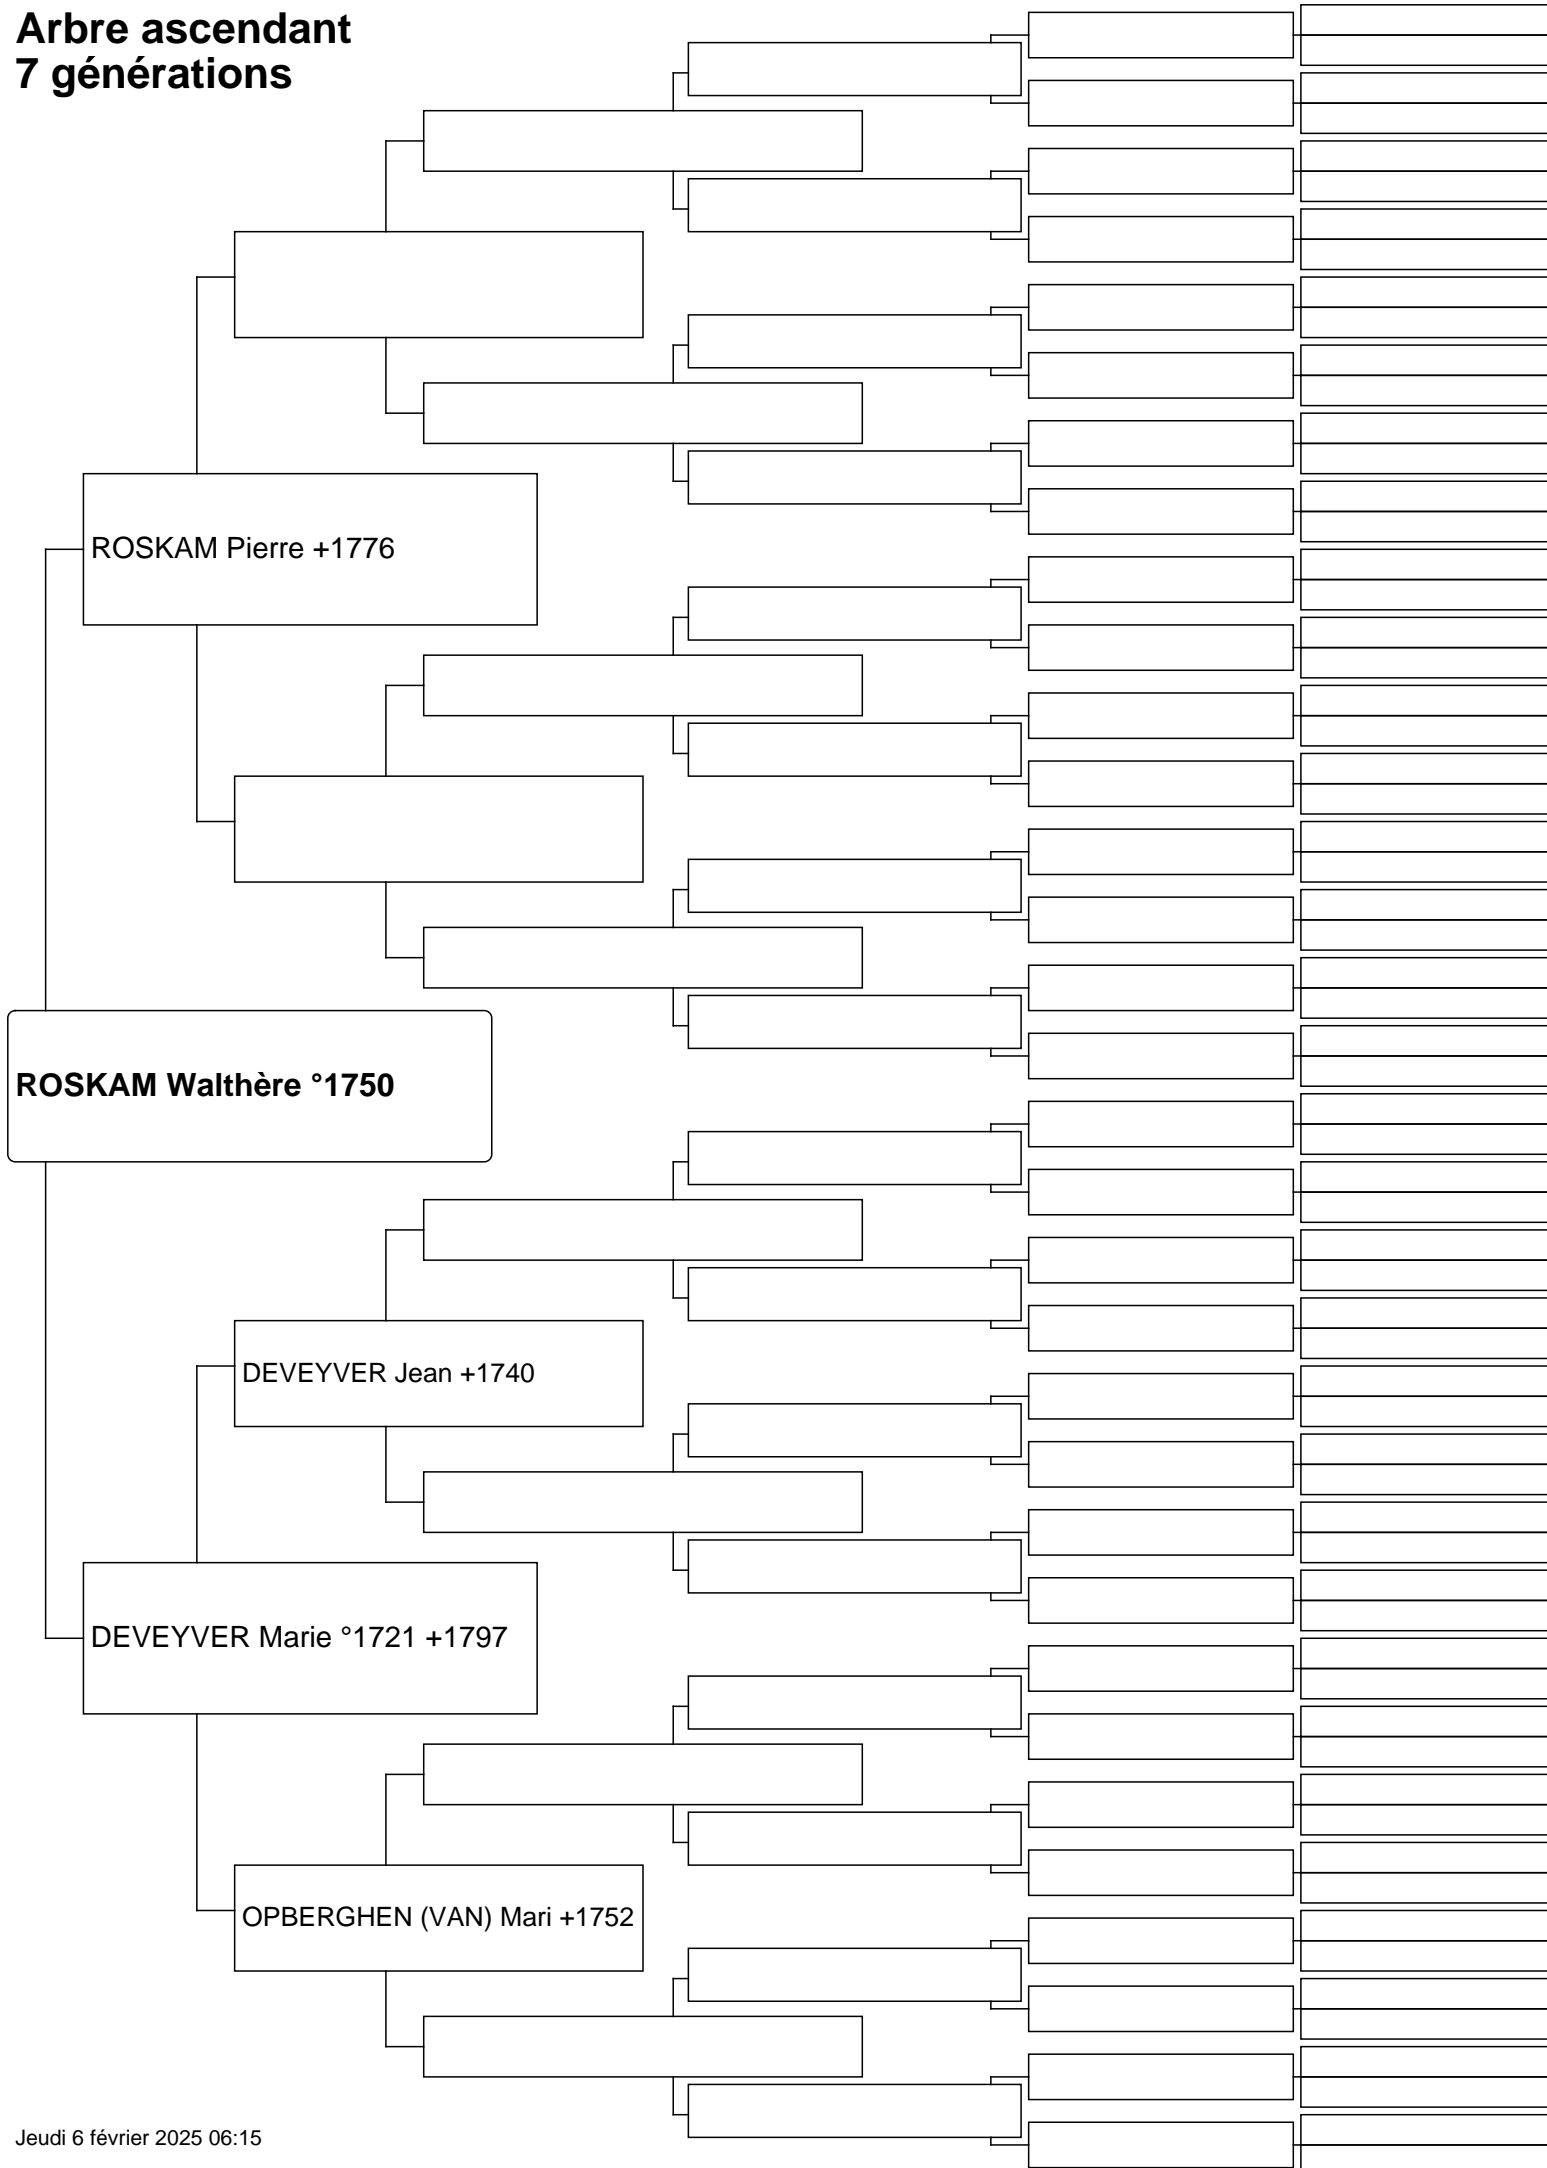 Arbre ascendant
7 générations
ROSKAM Pierre +1776
ROSKAM Walthère °1750
DEVEYVER Jean +1740
DEVEYVER Marie °1721 +1797
OPBERGHEN (VAN) Mari +1752
Jeudi 6 février 2025 06:15